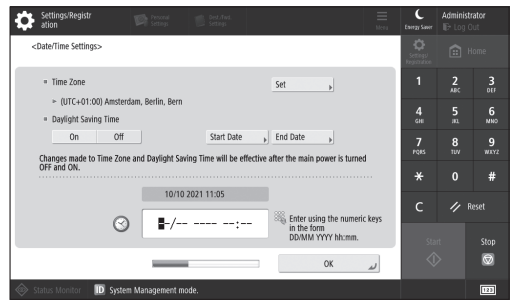 Settings/Registr
ation
Personal
Settings
Dest./Fwd.
Settings
Menu
Energy Saver
Administrator
Log Out
<Date/Time Settings>
Settings/
Registration
Home
Time Zone
Set
> (UTC+01:00) Amsterdam, Berlin, Bern
Daylight Saving Time
On
Off
Start Date
End Date
Changes made to Time Zone and Daylight Saving Time will be effective after the main power is turned
OFF and ON.
10/10 2021 11:05
-/-- ---- --:--
Enter using the numeric keys
in the form
DD/MM YYYY hh:mm.
OK
1
2
ABC
3
DEF
4
GHI
5
JKL
6
MNO
7
PQRS
8
TUV
9
WXYZ
*
0
#
C
Reset
Start
Stop
Status Monitor
ID System Management mode.
123